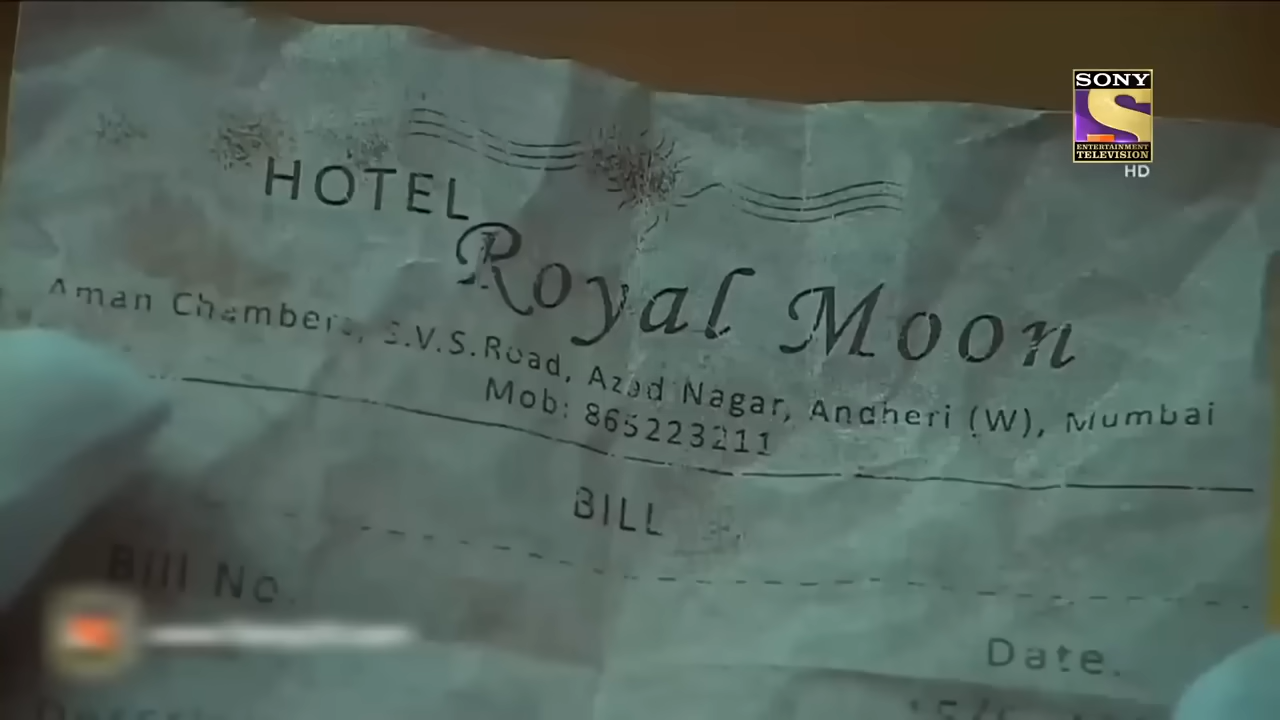 SONY
ENTERTAINMENT
TELEVISION
HD
HOTEL
Royal Moon
Aman Chambers, S.V.S.Road, Azad Nagar, Andheri (W), Mumbai
Mob: 865223211
BILL
Bill No.
Date.